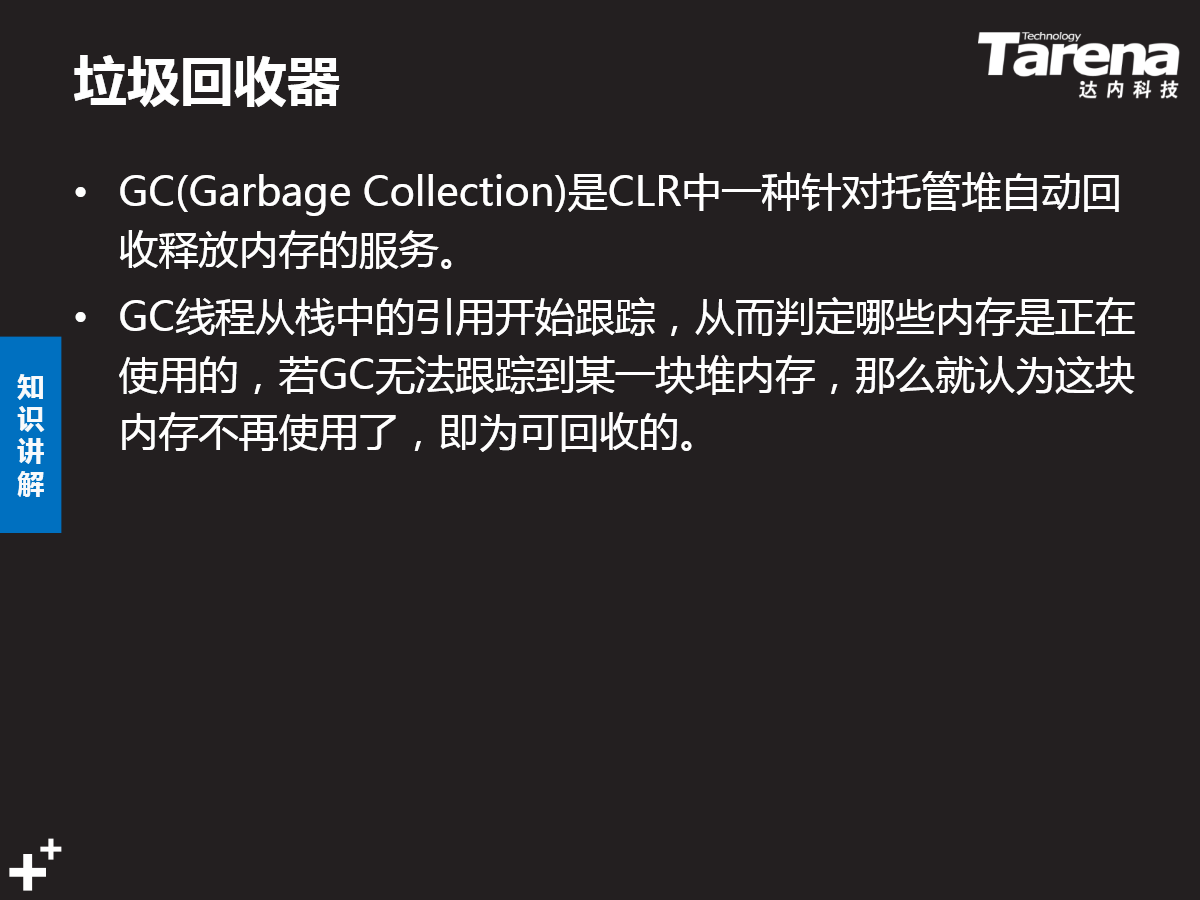 垃圾回收器
Technology
Tarena
达内科技
• GC(Garbage Collection)是CLR中一种针对托管堆自动回
收释放内存的服务。
• GC线程从栈中的引用开始跟踪，从而判定哪些内存是正在
使用的，若GC无法跟踪到某一块堆内存，那么就认为这块
内存不再使用了，即为可回收的。
知识讲解